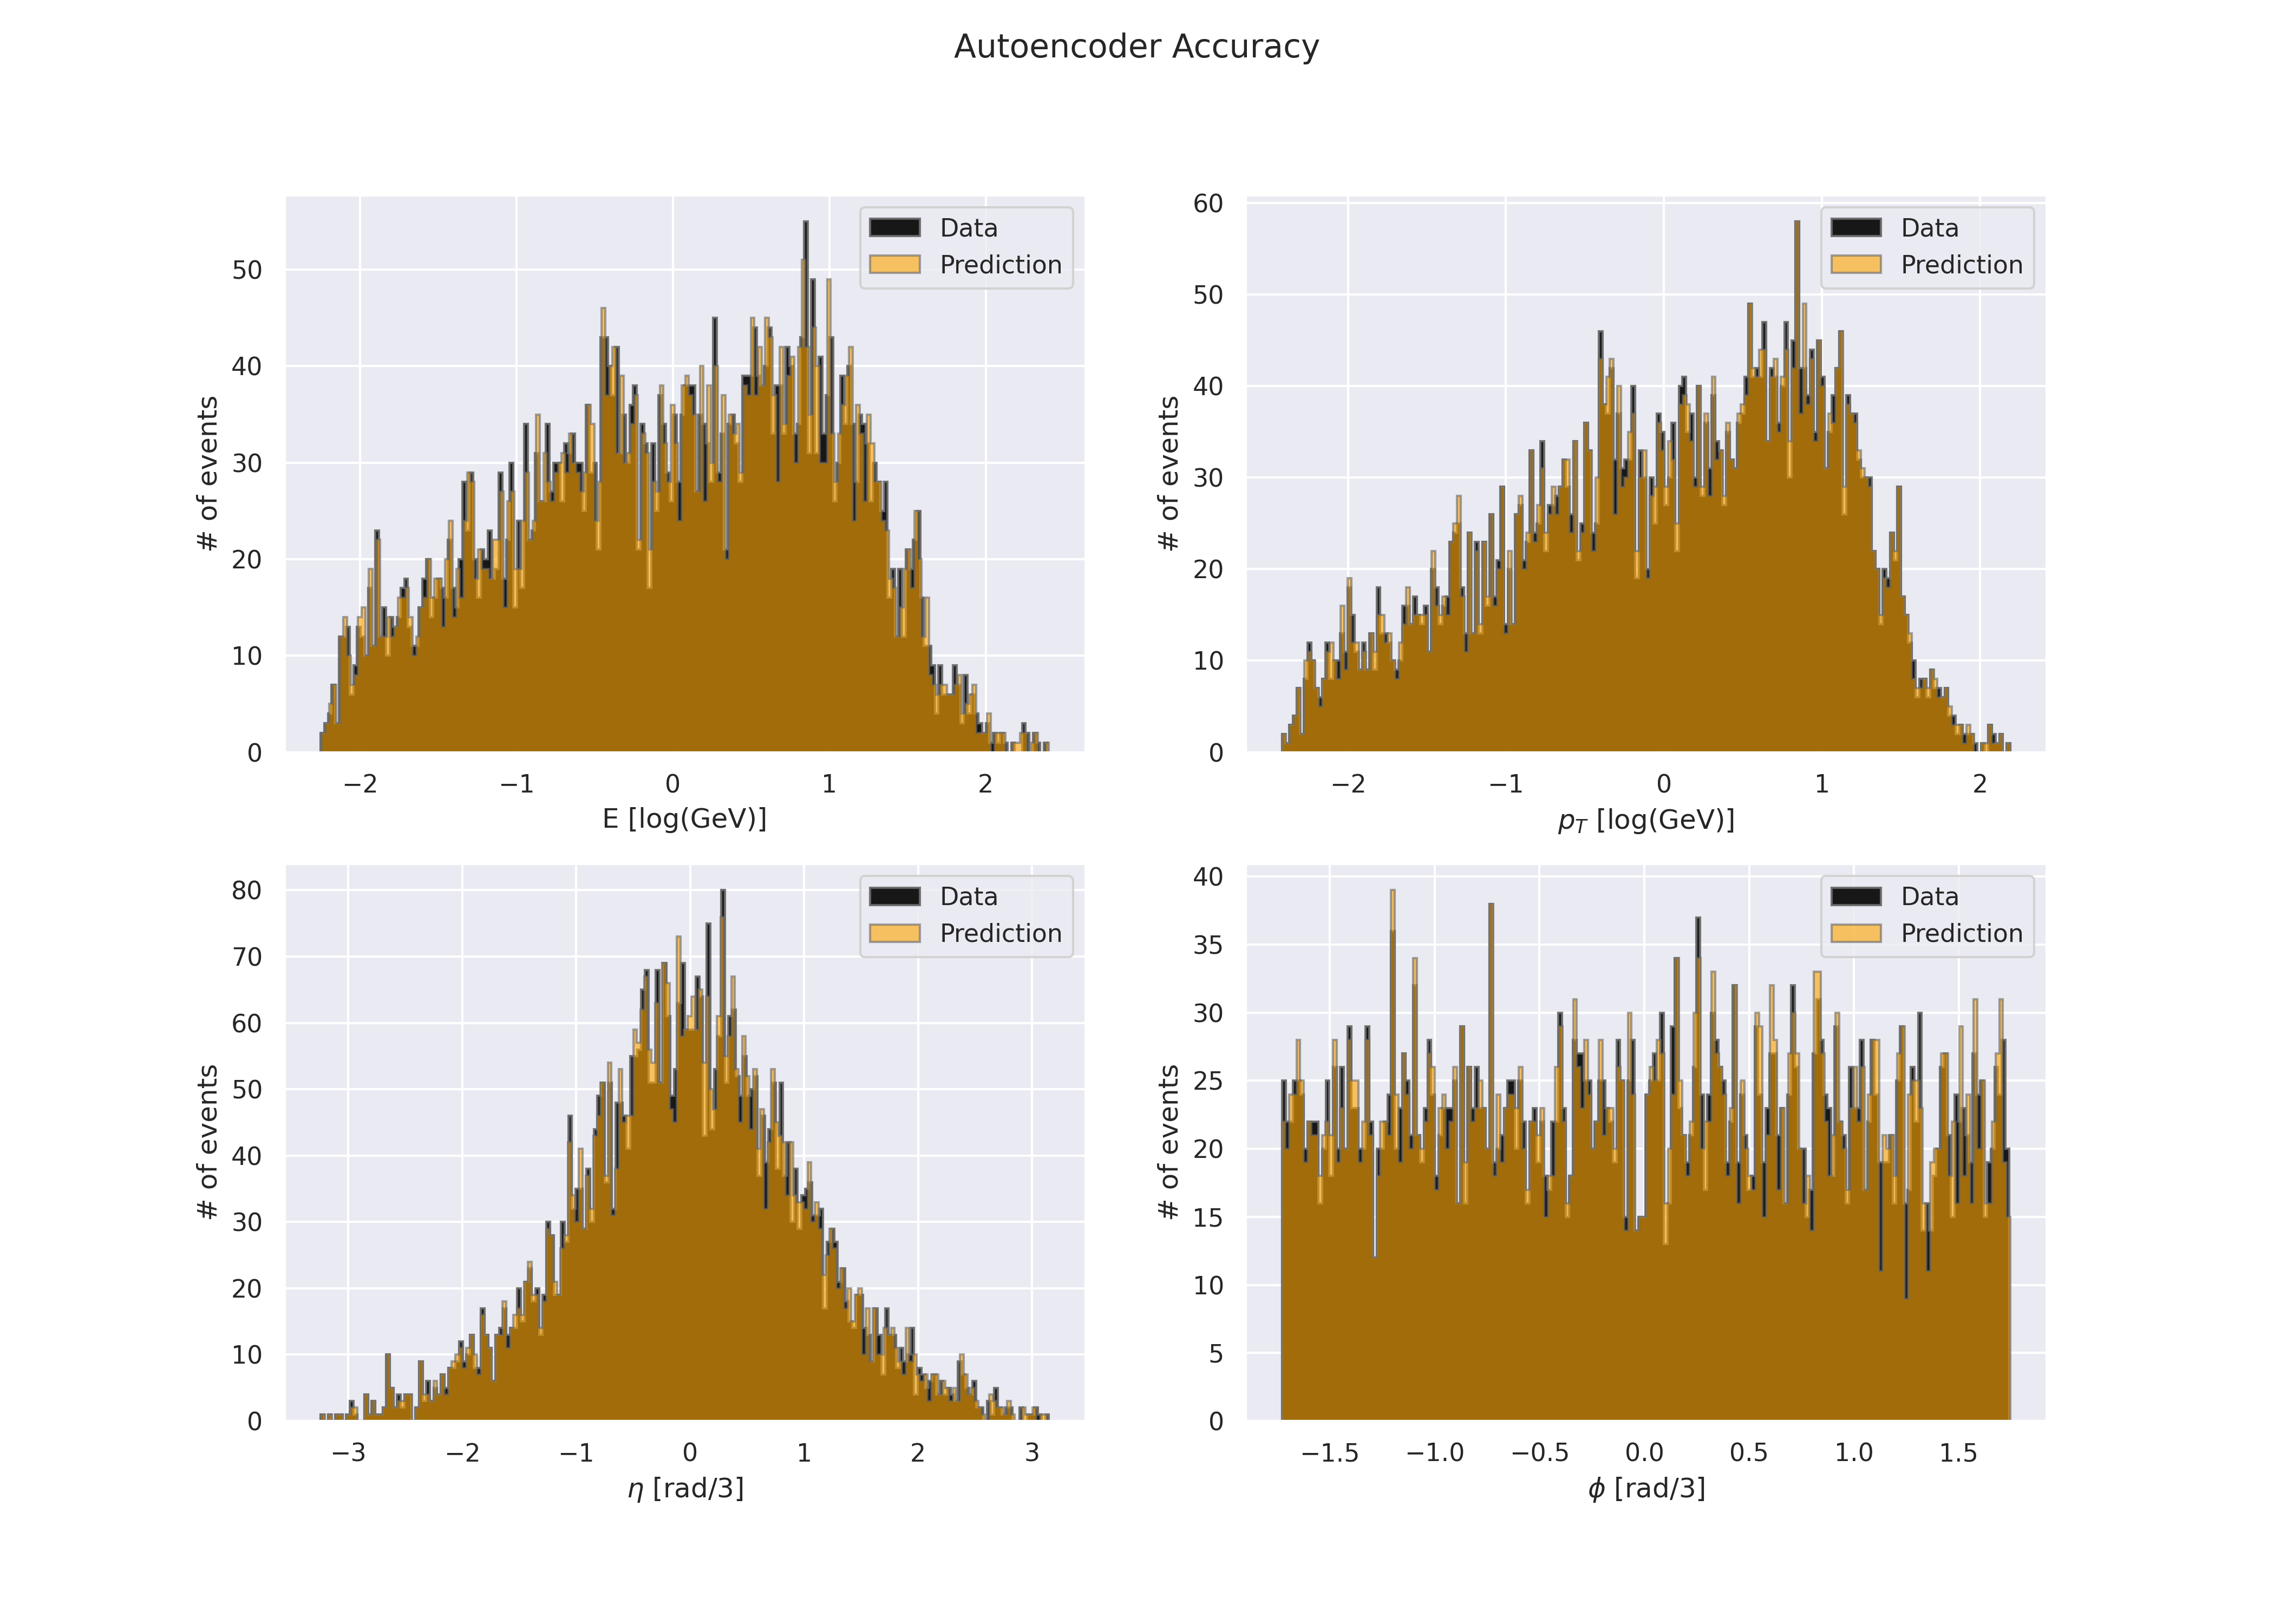 Autoencoder Accuracy
Data
Prediction
# of events
50
40
30
20
10
0
−2 −1 0 1 2
E [log(GeV)]
Data
Prediction
# of events
60
50
40
30
20
10
0
−2 −1 0 1 2
p_T [log(GeV)]
Data
Prediction
# of events
80
70
60
50
40
30
20
10
0
−3 −2 −1 0 1 2 3
η [rad/3]
Data
Prediction
# of events
40
35
30
25
20
15
10
5
0
−1.5 −1.0 −0.5 0.0 0.5 1.0 1.5
ϕ [rad/3]